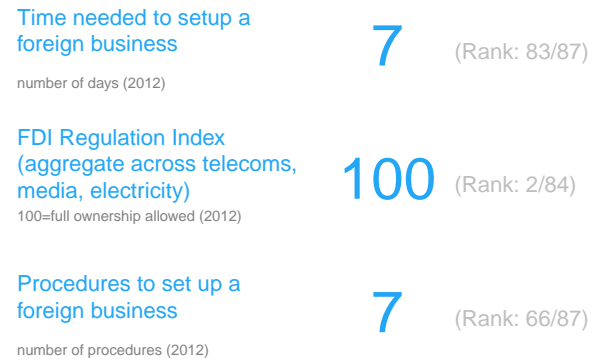 Time needed to setup a
foreign business
7
(Rank: 83/87)
number of days (2012)
FDI Regulation Index
(aggregate across telecoms,
media, electricity)
100
(Rank: 2/84)
100=full ownership allowed (2012)
Procedures to set up a
foreign business
7
(Rank: 66/87)
number of procedures (2012)